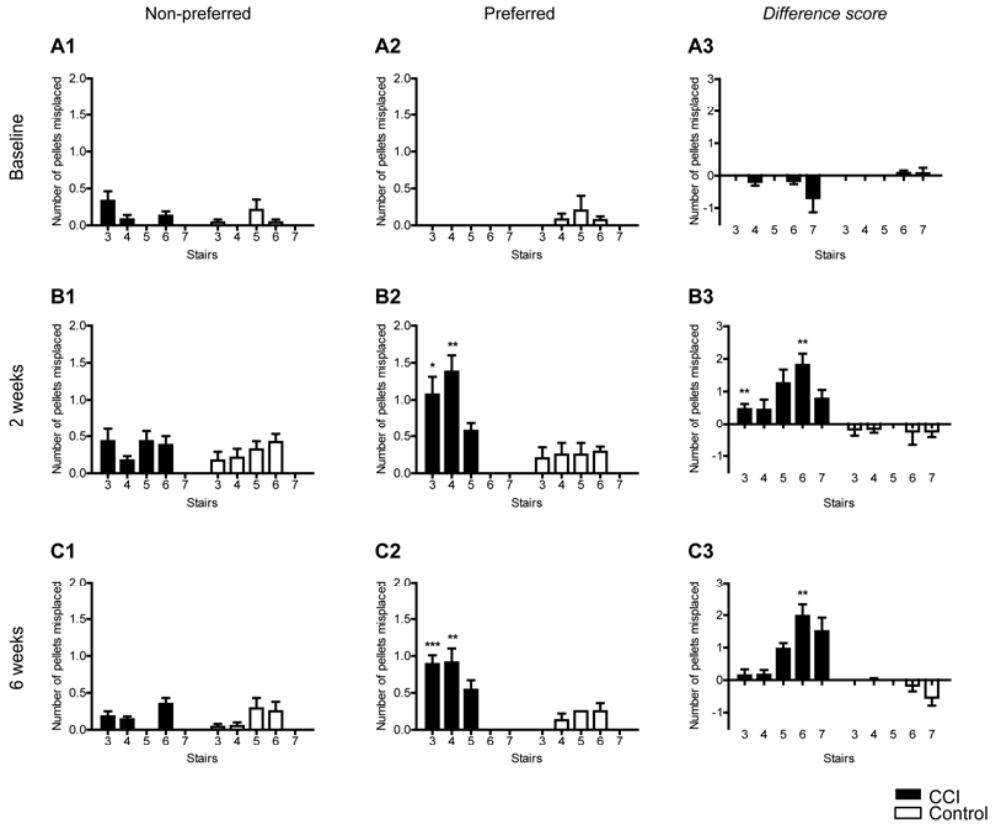 Non-preferred
Preferred
Difference score
Baseline
A1
Number of pellets misplaced
2.0
1.5
1.0
0.5
0.0
3 4 5 6 7 3 4 5 6 7
Stairs
A2
Number of pellets misplaced
2.0
1.5
1.0
0.5
0.0
3 4 5 6 7 3 4 5 6 7
Stairs
A3
Number of pellets misplaced
3
2
1
0
-1
3 4 5 6 7 3 4 5 6 7
Stairs
2 weeks
B1
Number of pellets misplaced
2.0
1.5
1.0
0.5
0.0
3 4 5 6 7 3 4 5 6 7
Stairs
B2
Number of pellets misplaced
2.0
1.5
1.0
0.5
0.0
* **
3 4 5 6 7 3 4 5 6 7
Stairs
B3
Number of pellets misplaced
3
2
1
0
-1
** **
3 4 5 6 7 3 4 5 6 7
Stairs
6 weeks
C1
Number of pellets misplaced
2.0
1.5
1.0
0.5
0.0
3 4 5 6 7 3 4 5 6 7
Stairs
C2
Number of pellets misplaced
2.0
1.5
1.0
0.5
0.0
*** **
3 4 5 6 7 3 4 5 6 7
Stairs
C3
Number of pellets misplaced
3
2
1
0
-1
**
3 4 5 6 7 3 4 5 6 7
Stairs
CCI
Control